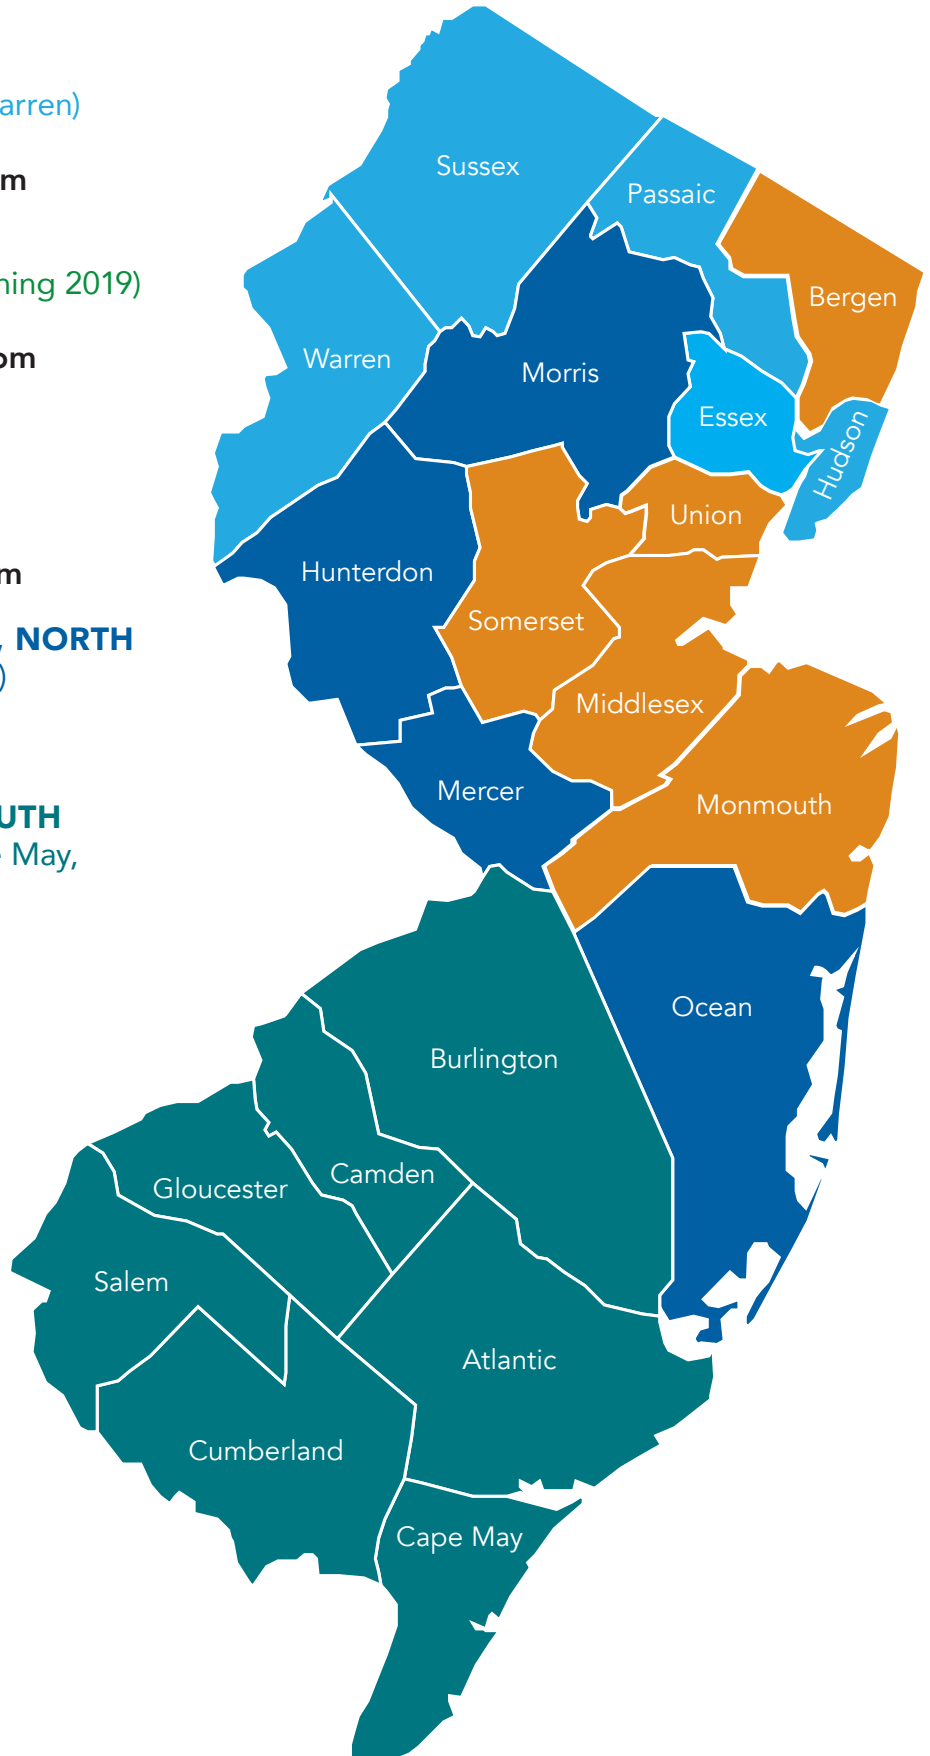 arren)
m
ning 2019)
om
m
, NORTH
)
UTH
e May,
Sussex
Passaic
Bergen
Warren
Morris
Essex
Hudson
Union
Hunterdon
Somerset
Middlesex
Mercer
Monmouth
Ocean
Burlington
Camden
Gloucester
Salem
Atlantic
Cumberland
Cape May